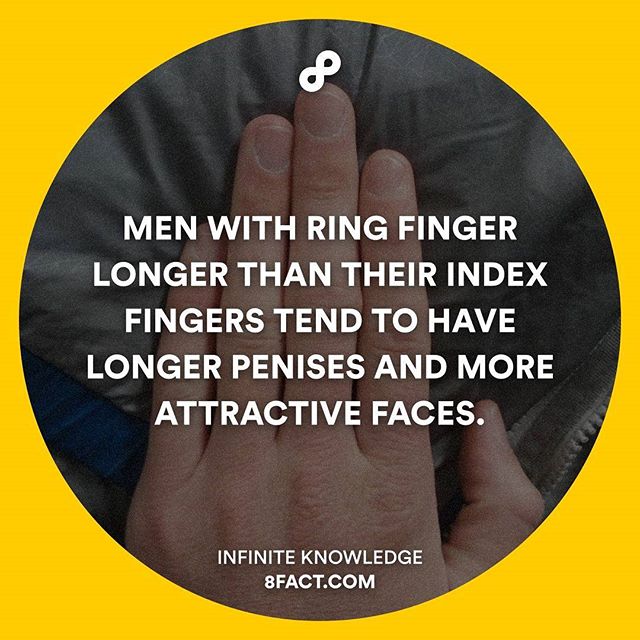 MEN WITH RING FINGER
LONGER THAN THEIR INDEX
FINGERS TEND TO HAVE
LONGER PENISES AND MORE
ATTRACTIVE FACES.
INFINITE KNOWLEDGE
8FACT.COM